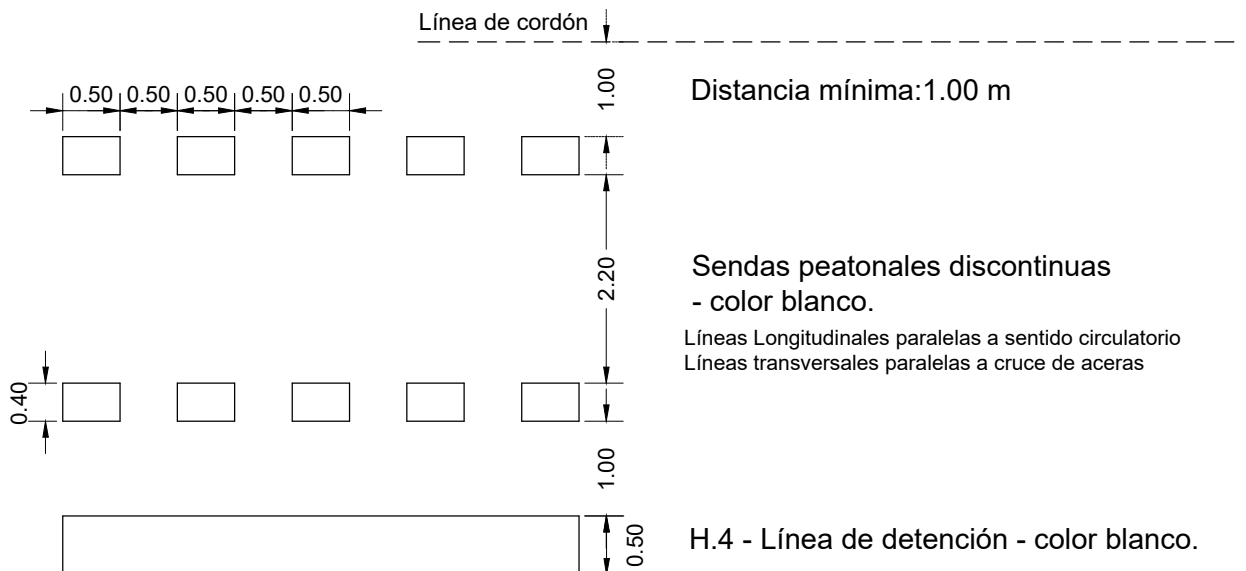 Línea de cordón
0.50 0.50 0.50 0.50 0.50
1.00
Distancia mínima:1.00 m
2.20
Sendas peatonales discontinuas
- color blanco.
Líneas Longitudinales paralelas a sentido circulatorio
Líneas transversales paralelas a cruce de aceras
0.40
1.00
0.50
H.4 - Línea de detención - color blanco.